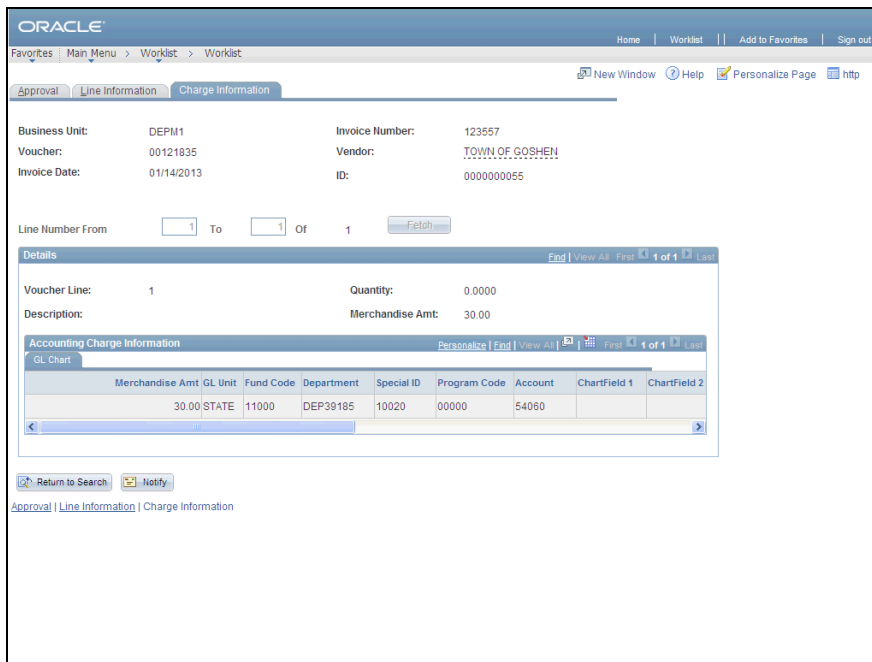 ORACLE
Home | Worklist || Add to Favorites | Sign out
Favorites Main Menu > Worklist > Worklist
New Window Help Personalize Page http
Approval Line Information Charge Information
Business Unit: DEPM1 Invoice Number: 123557
Voucher: 00121835 Vendor: TOWN OF GOSHEN
Invoice Date: 01/14/2013 ID: 0000000055
Line Number From 1 To 1 Of 1 Fetch
Details Find | View All First 1 of 1 Last
Voucher Line: 1 Quantity: 0.0000
Description: Merchandise Amt: 30.00
Accounting Charge Information Personalize | Find | View All | | First 1 of 1 Last
GL Chart
Merchandise Amt GL Unit Fund Code Department Special ID Program Code Account ChartField 1 ChartField 2
30.00 STATE 11000 DEP39185 10020 00000 54060
Return to Search Notify
Approval | Line Information | Charge Information